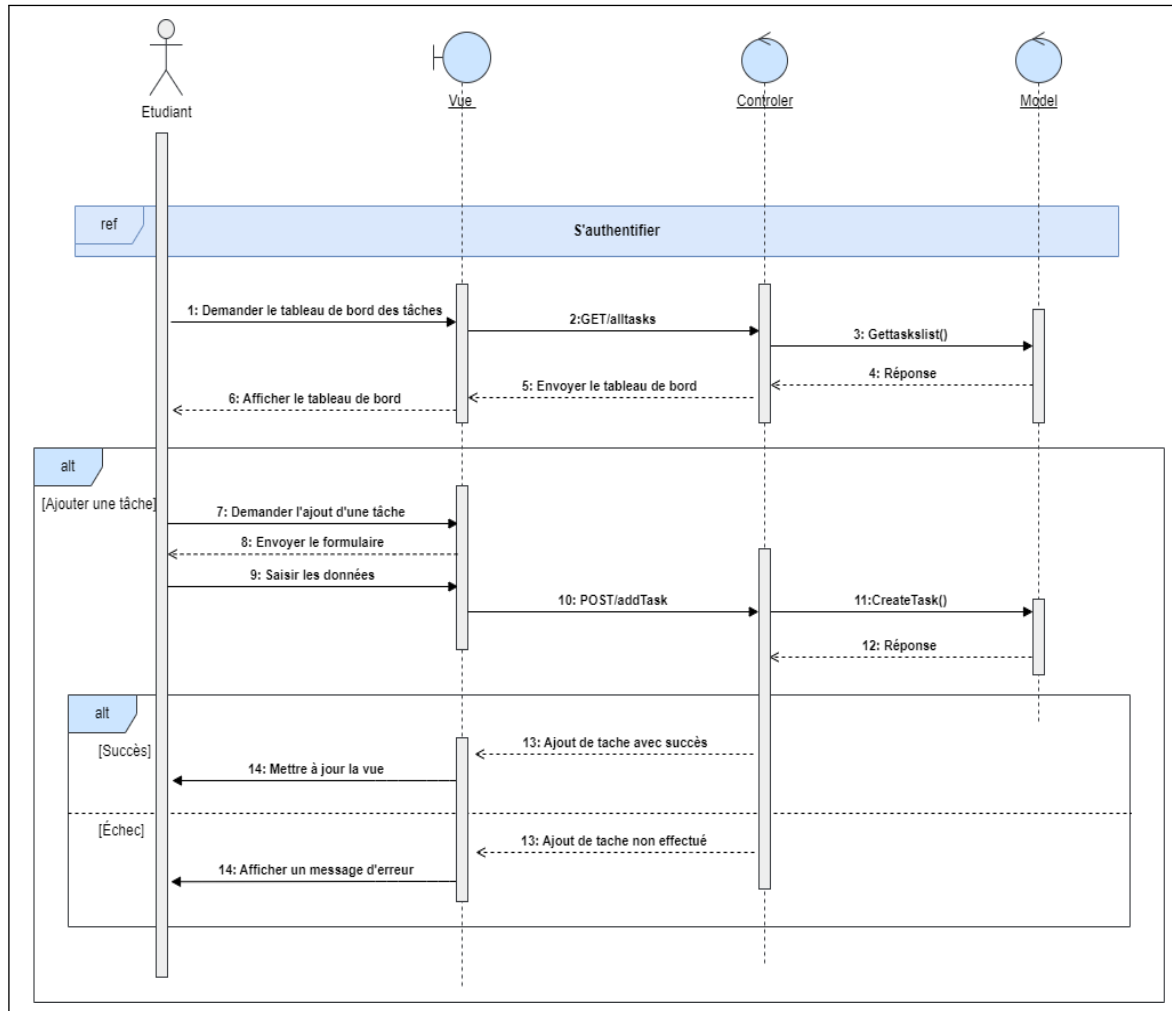 Etudiant
Vue
Controler
Model
ref
S'authentifier
1: Demander le tableau de bord des tâches
2:GET/alltasks
3: Gettaskslist()
4: Réponse
5: Envoyer le tableau de bord
6: Afficher le tableau de bord
alt
[Ajouter une tâche]
7: Demander l'ajout d'une tâche
8: Envoyer le formulaire
9: Saisir les données
10: POST/addTask
11:CreateTask()
12: Réponse
alt
[Succès]
13: Ajout de tache avec succès
14: Mettre à jour la vue
[Échec]
13: Ajout de tache non effectué
14: Afficher un message d'erreur